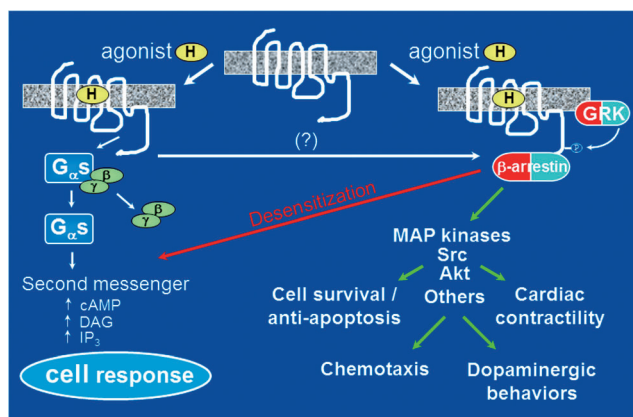 agonist H
agonist H
H
H
GRK
P
(?)
Gαs
β
γ
β
γ
β-arrestin
Desensitization
Gαs
MAP kinases
Src
Akt
Others
Second messenger
↑ cAMP
↑ DAG
↑ IP₃
Cell survival /
anti-apoptosis
Cardiac
contractility
Chemotaxis
Dopaminergic
behaviors
cell response